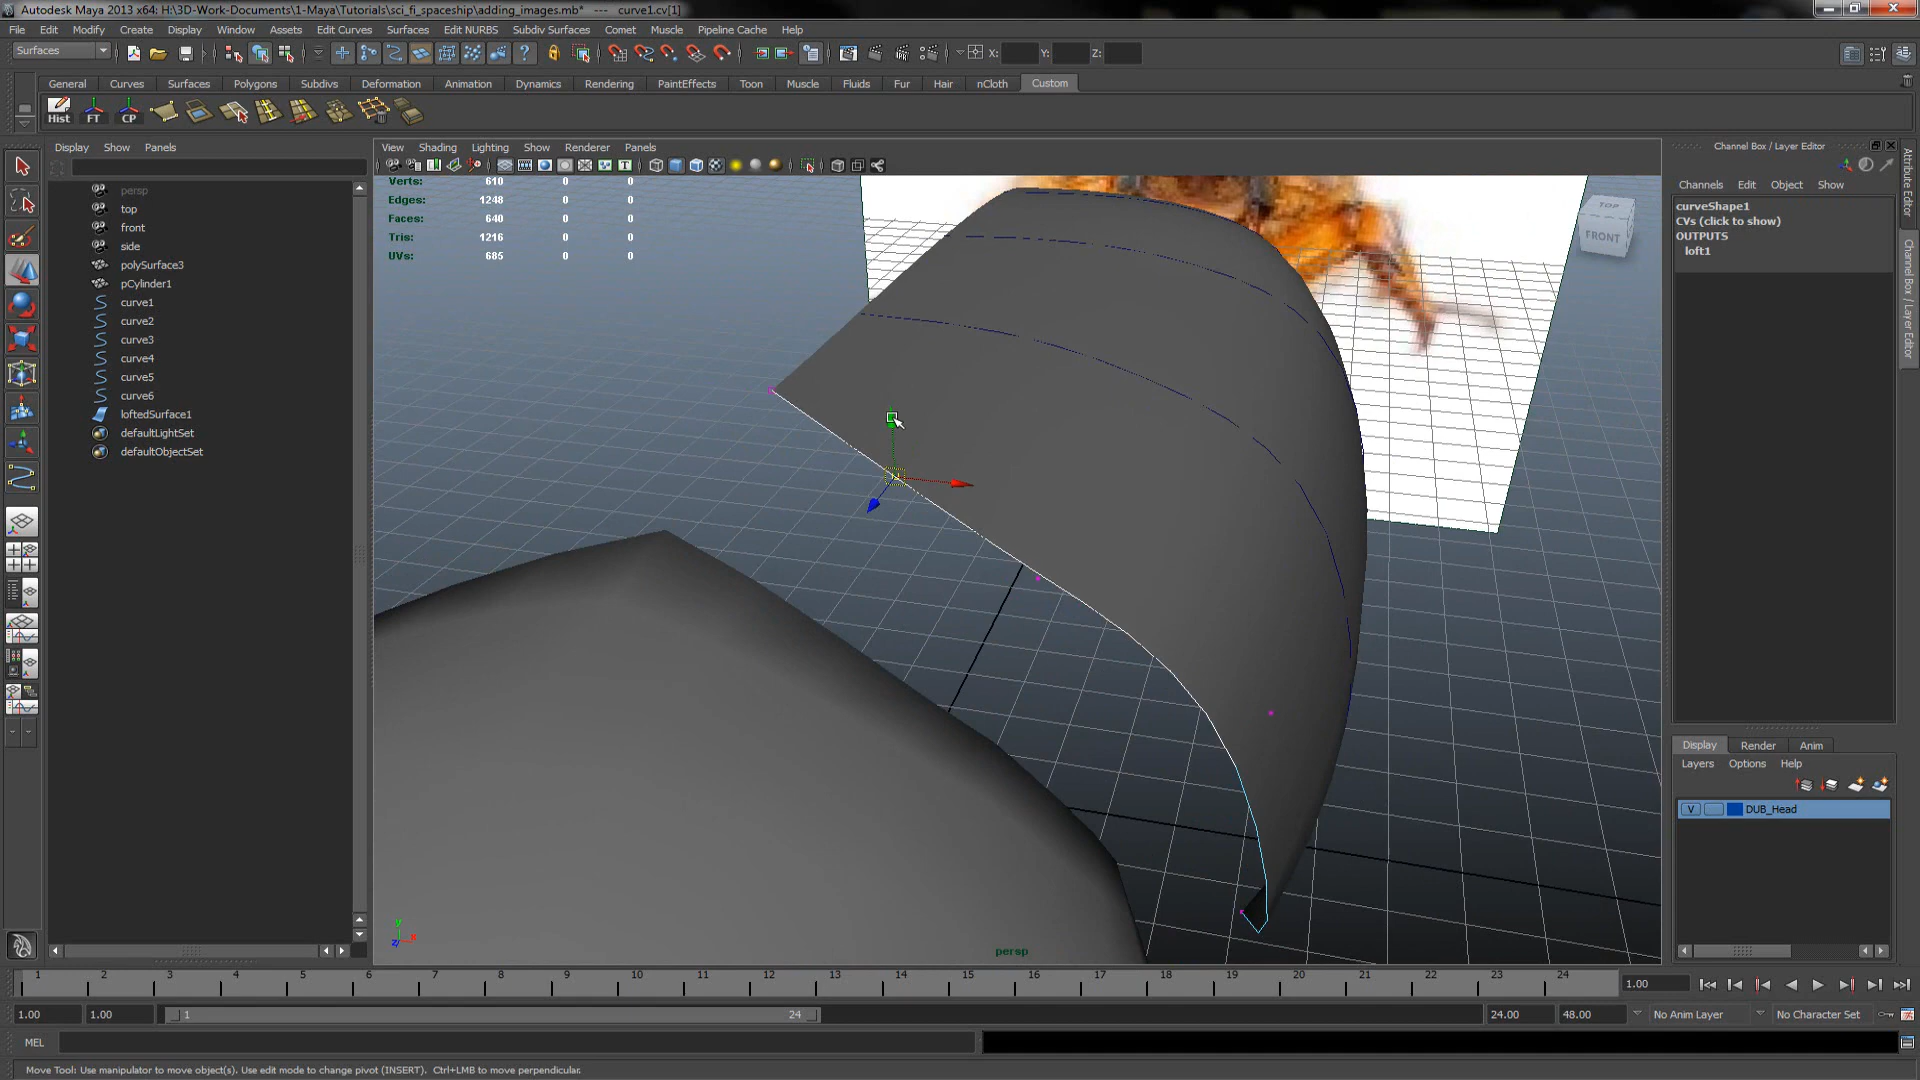 Autodesk Maya 2013 x64: H:\3D-Work-Documents\1-Maya\Tutorials\sci_fi_spaceship\adding_images.mb* --- curve1.cv[1]
File Edit Modify Create Display Window Assets Edit Curves Surfaces Edit NURBS Subdiv Surfaces Comet Muscle Pipeline Cache Help
Surfaces
X: Y: Z:
General Curves Surfaces Polygons Subdivs Deformation Animation Dynamics Rendering PaintEffects Toon Muscle Fluids Fur Hair nCloth Custom
Hist FT CP
Display Show Panels
persp
top
front
side
polySurface3
pCylinder1
curve1
curve2
curve3
curve4
curve5
curve6
loftedSurface1
defaultLightSet
defaultObjectSet
View Shading Lighting Show Renderer Panels
Verts: 610 0 0
Edges: 1248 0 0
Faces: 640 0 0
Tris: 1216 0 0
UVs: 685 0 0
TOP
FRONT
y
x
z
persp
Channel Box / Layer Editor
Channels Edit Object Show
curveShape1
CVs (click to show)
OUTPUTS
loft1
Attribute Editor
Channel Box / Layer Editor
Display Render Anim
Layers Options Help
V DUB_Head
1 2 3 4 5 6 7 8 9 10 11 12 13 14 15 16 17 18 19 20 21 22 23 24 1.00
1.00 1.00 1 24 24.00 48.00 No Anim Layer No Character Set
MEL
Move Tool: Use manipulator to move object(s). Use edit mode to change pivot (INSERT). Ctrl+LMB to move perpendicular.